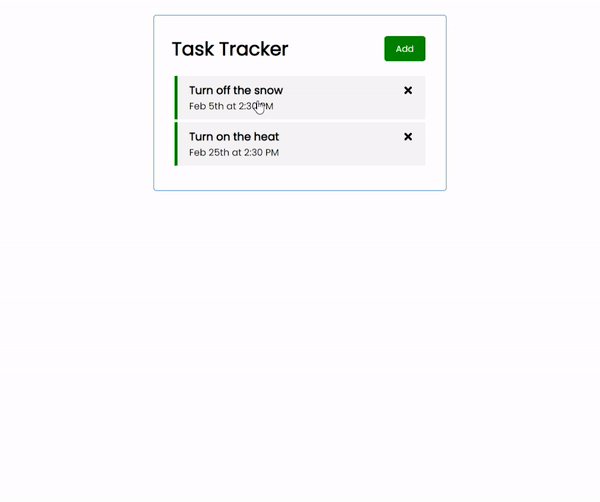 Task Tracker
Add
Turn off the snow
Feb 5th at 2:30 PM
Turn on the heat
Feb 25th at 2:30 PM